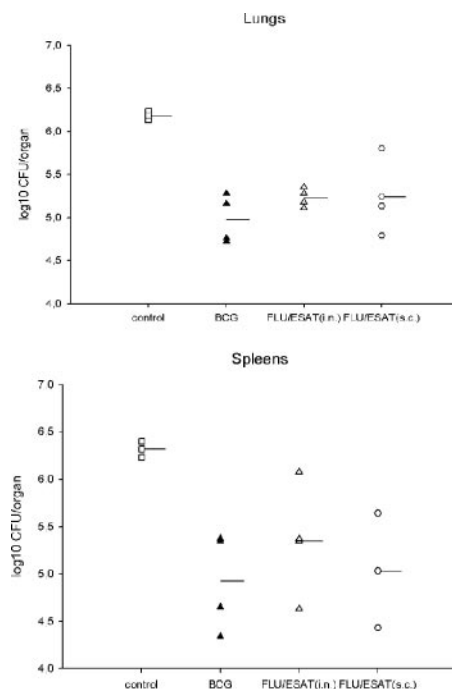 Lungs
7,0
6,5
6,0
5,5
5,0
4,5
4,0
log10 CFU/organ
control BCG FLU/ESAT(i.n.) FLU/ESAT(s.c.)
Spleens
7.0
6.5
6.0
5.5
5.0
4.5
4.0
log10 CFU/organ
control BCG FLU/ESAT(i.n.) FLU/ESAT(s.c.)